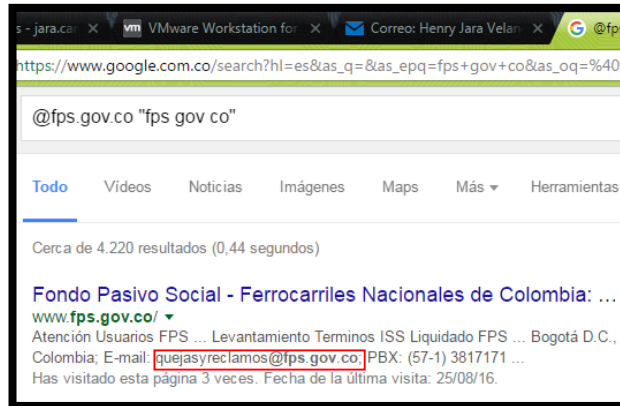 s - jara.car
VMware Workstation for
Correo: Henry Jara Velan
@fp
https://www.google.com.co/search?hl=es&as_q=&as_epq=fps+gov+co&as_oq=%40
@fps.gov.co "fps gov co"
Todo Vídeos Noticias Imágenes Maps Más Herramientas
Cerca de 4.220 resultados (0,44 segundos)
Fondo Pasivo Social - Ferrocarriles Nacionales de Colombia: ...
www.fps.gov.co/
Atención Usuarios FPS ... Levantamiento Terminos ISS Liquidado FPS ... Bogotá D.C.,
Colombia; E-mail: quejasyreclamos@fps.gov.co; PBX: (57-1) 3817171 ...
Has visitado esta página 3 veces. Fecha de la última visita: 25/08/16.